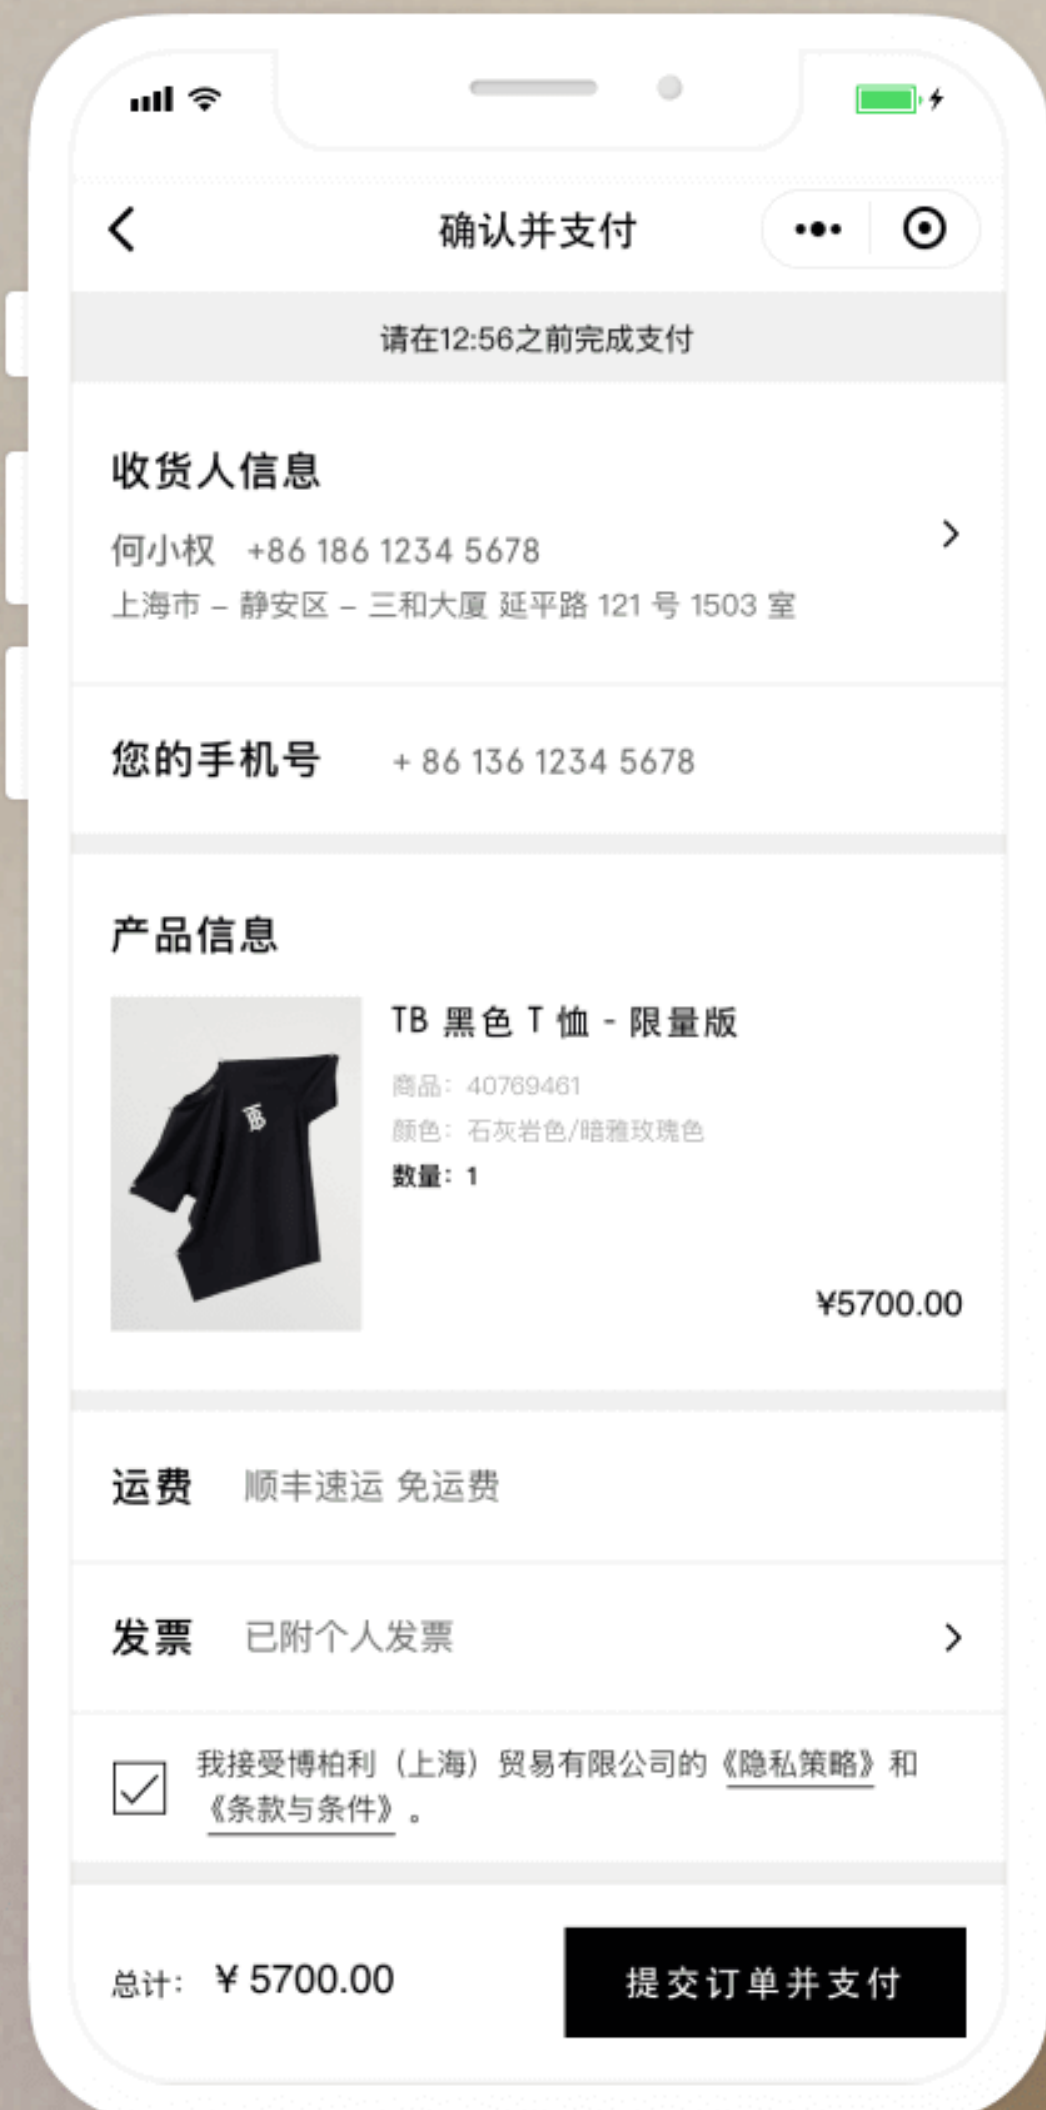 确认并支付
请在12:56之前完成支付
收货人信息
何小权 +86 186 1234 5678
上海市 – 静安区 – 三和大厦 延平路 121 号 1503 室
您的手机号 + 86 136 1234 5678
产品信息
TB 黑色 T 恤 - 限量版
商品：40769461
颜色：石灰岩色/暗雅玫瑰色
数量：1
¥5700.00
运费 顺丰速运 免运费
发票 已附个人发票
我接受博柏利（上海）贸易有限公司的《隐私策略》和
《条款与条件》。
总计： ¥ 5700.00
提交订单并支付